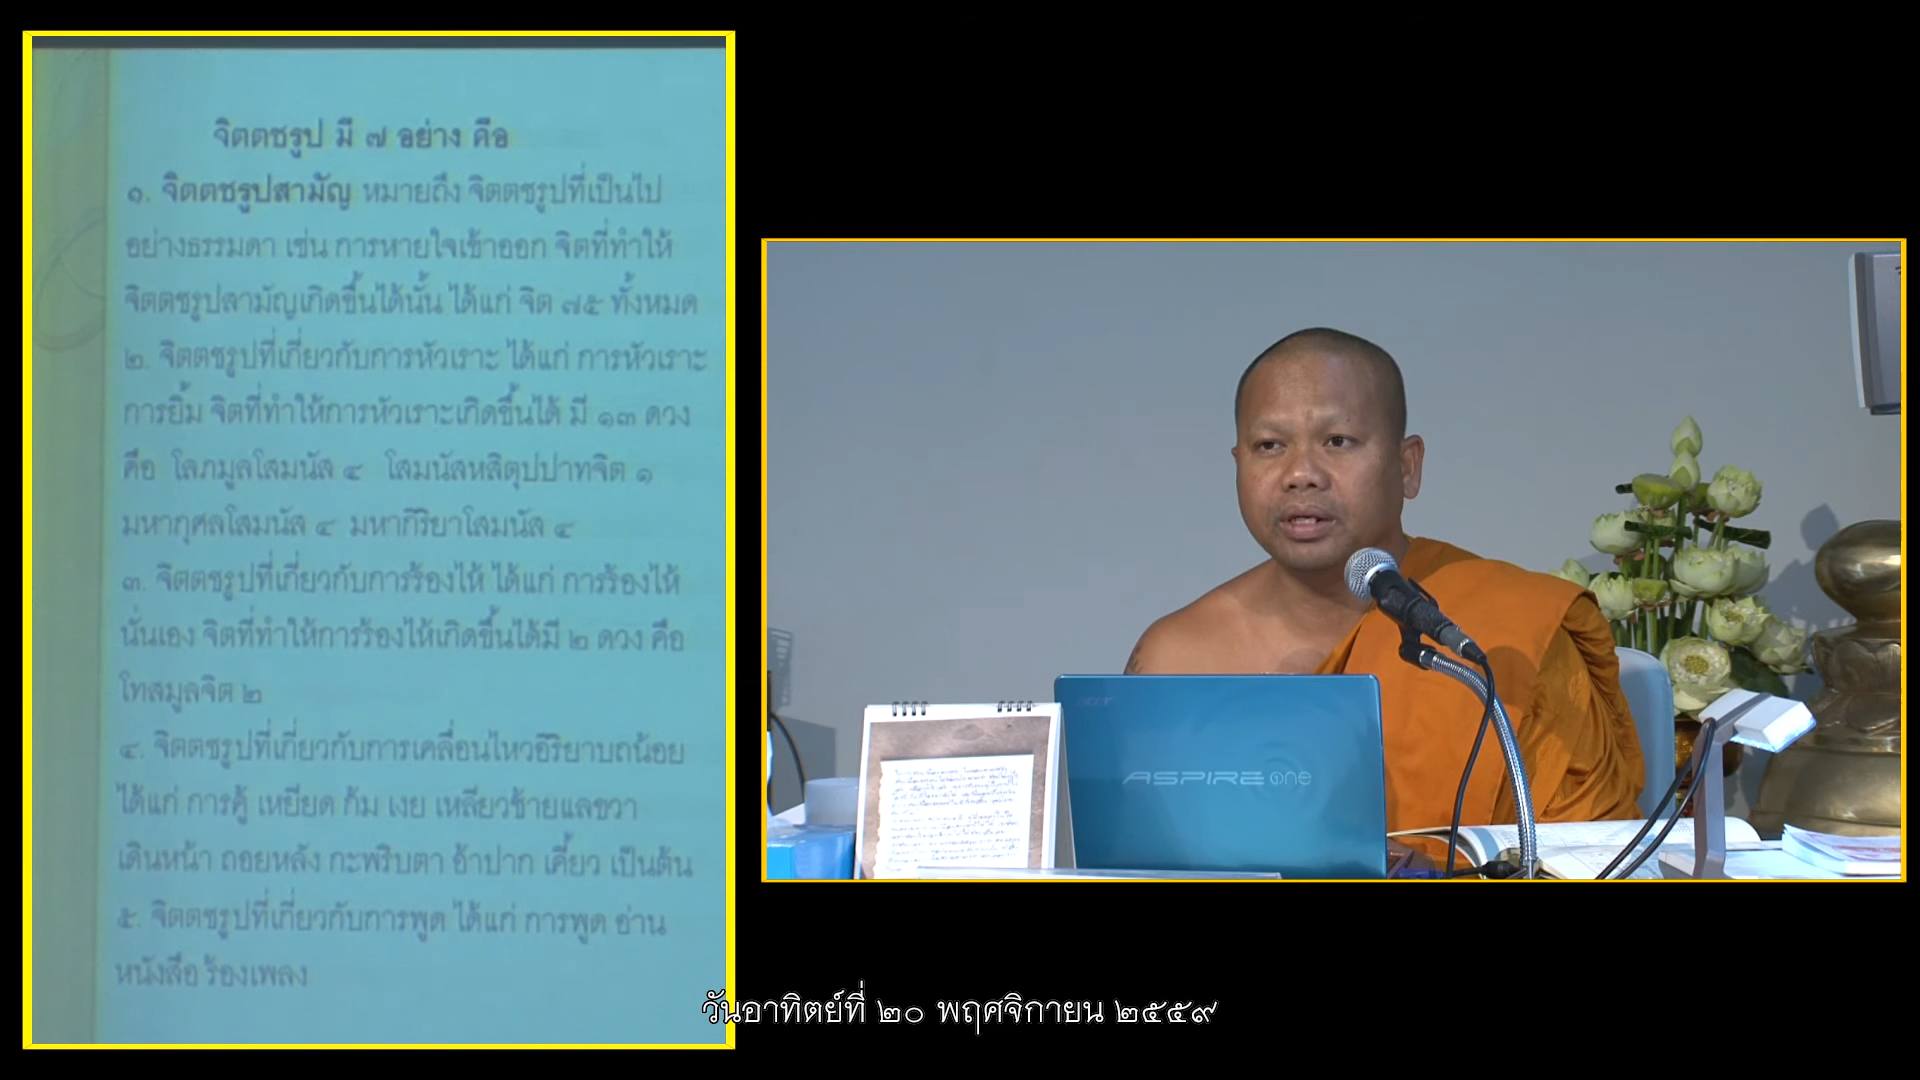 จิตตชรูป มี ๗ อย่าง คือ
๑. จิตตชรูปสามัญ หมายถึง จิตตชรูปที่เป็นไป
อย่างธรรมดา เช่น การหายใจเข้าออก จิตที่ทำให้
จิตตชรูปสามัญเกิดขึ้นได้นั้น ได้แก่ จิต ๗๕ ทั้งหมด
๒. จิตตชรูปที่เกี่ยวกับการหัวเราะ ได้แก่ การหัวเราะ
การยิ้ม จิตที่ทำให้การหัวเราะเกิดขึ้นได้ มี ๑๓ ดวง
คือ โลภมูลโสมนัส ๔ โสมนัสหสิตุปปาทจิต ๑
มหากุศลโสมนัส ๔ มหากิริยาโสมนัส ๔
๓. จิตตชรูปที่เกี่ยวกับการร้องไห้ ได้แก่ การร้องไห้
นั่นเอง จิตที่ทำให้การร้องไห้เกิดขึ้นได้มี ๒ ดวง คือ
โทสมูลจิต ๒
๔. จิตตชรูปที่เกี่ยวกับการเคลื่อนไหวอิริยาบถน้อย
ได้แก่ การคู้ เหยียด ก้ม เงย เหลียวซ้ายแลขวา
เดินหน้า ถอยหลัง กะพริบตา อ้าปาก เคี้ยว เป็นต้น
๕. จิตตชรูปที่เกี่ยวกับการพูด ได้แก่ การพูด อ่าน
หนังสือ ร้องเพลง
acer
ASPIRE one
วันอาทิตย์ที่ ๒๐ พฤศจิกายน ๒๕๕๙